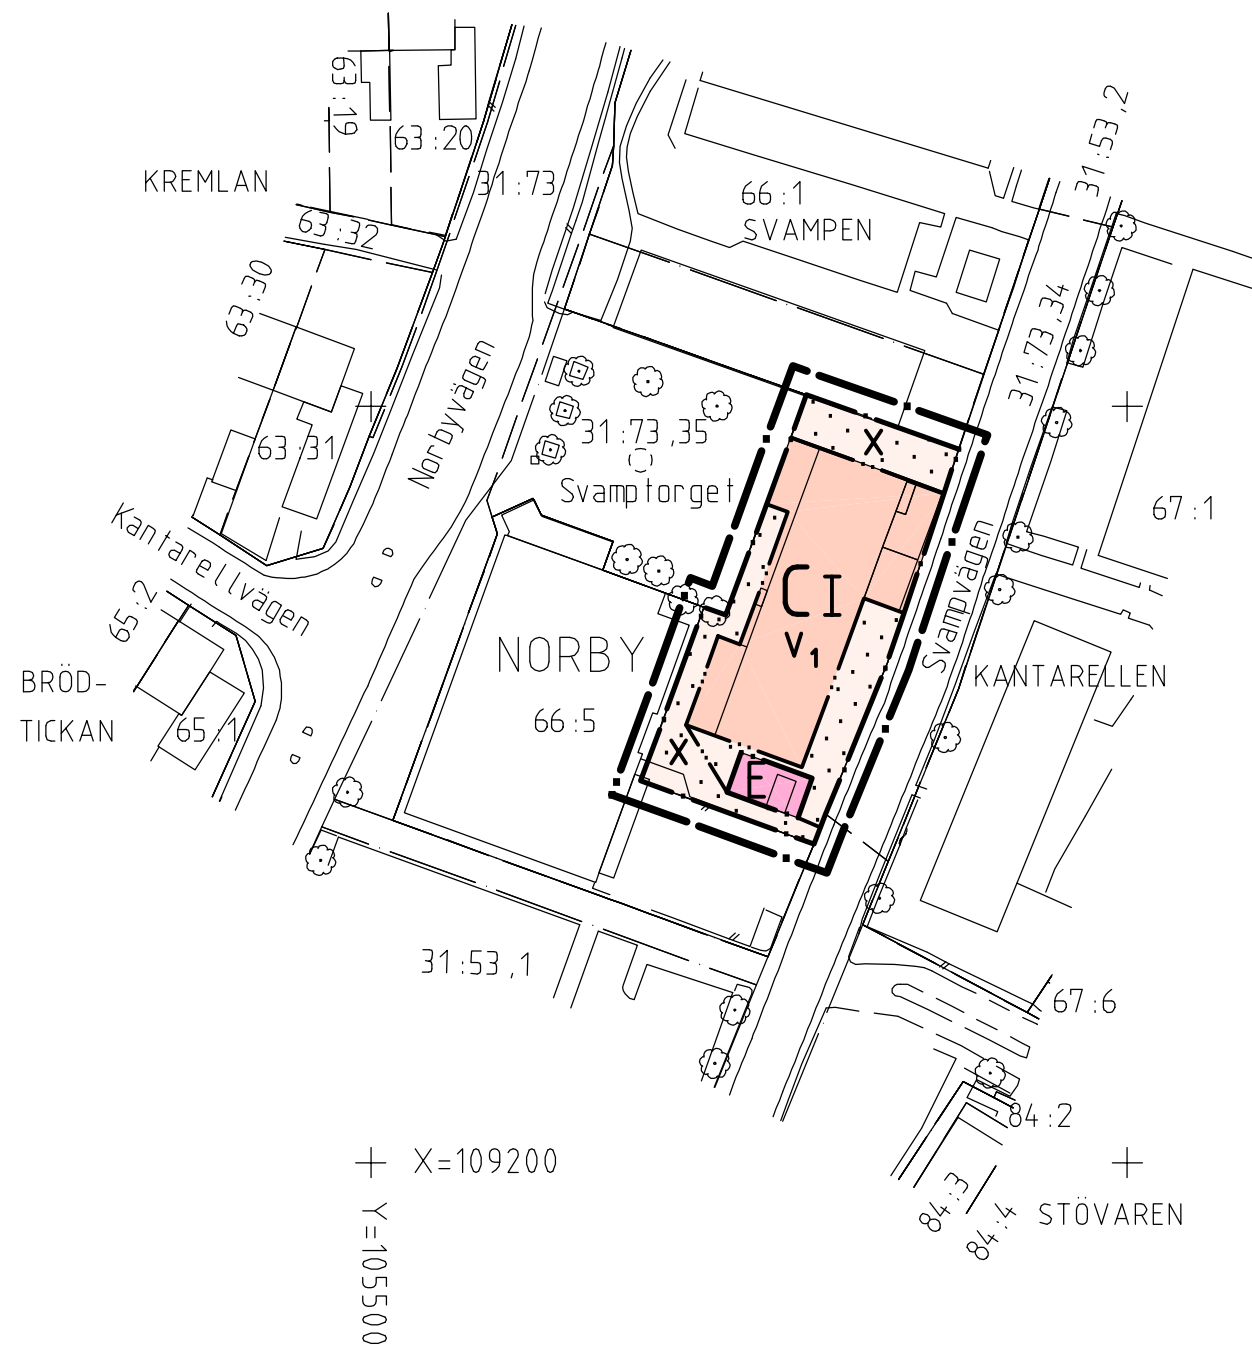 63:19
63:20
KREMLAN
31:73
31:53,2
66:1
SVAMPEN
63:32
63:30
31:73,34
Norbyvägen
31:73,35
X
63:31
Svamptorget
67:1
Kantarellvägen
Svampvägen
65:2
CI
v1
NORBY
KANTARELLEN
BRÖD-
TICKAN
65:1
66:5
X
E
31:53,1
67:6
84:2
X=109200
84:3
84:4
STÖVAREN
Y=105500